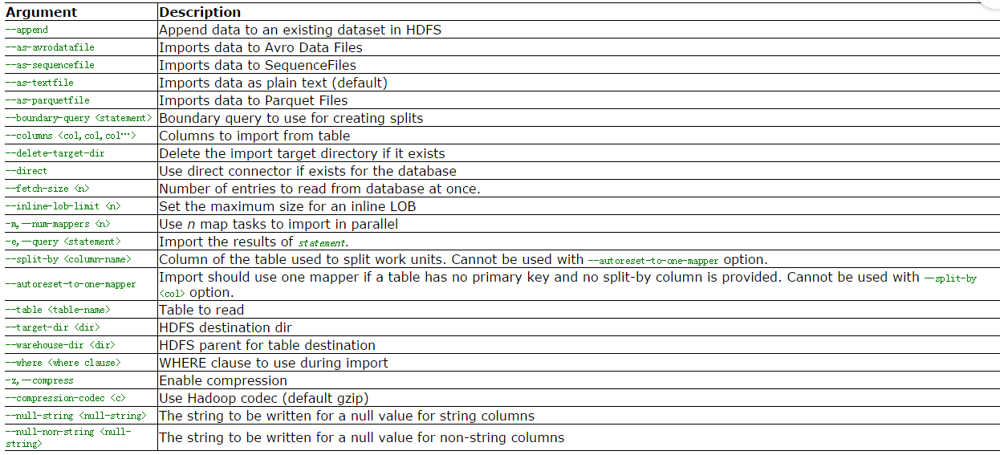 Argument Description
--append Append data to an existing dataset in HDFS
--as-avrodatafile Imports data to Avro Data Files
--as-sequencefile Imports data to SequenceFiles
--as-textfile Imports data as plain text (default)
--as-parquetfile Imports data to Parquet Files
--boundary-query <statement> Boundary query to use for creating splits
--columns <col,col,col…> Columns to import from table
--delete-target-dir Delete the import target directory if it exists
--direct Use direct connector if exists for the database
--fetch-size <n> Number of entries to read from database at once.
--inline-lob-limit <n> Set the maximum size for an inline LOB
-m,—num-mappers <n> Use n map tasks to import in parallel
-e,—query <statement> Import the results of statement.
--split-by <column-name> Column of the table used to split work units. Cannot be used with --autoreset-to-one-mapper option.
--autoreset-to-one-mapper Import should use one mapper if a table has no primary key and no split-by column is provided. Cannot be used with —split-by
<col> option.
--table <table-name> Table to read
--target-dir <dir> HDFS destination dir
--warehouse-dir <dir> HDFS parent for table destination
--where <where clause> WHERE clause to use during import
-z,—compress Enable compression
--compression-codec <c> Use Hadoop codec (default gzip)
--null-string <null-string> The string to be written for a null value for string columns
--null-non-string <null-
string> The string to be written for a null value for non-string columns